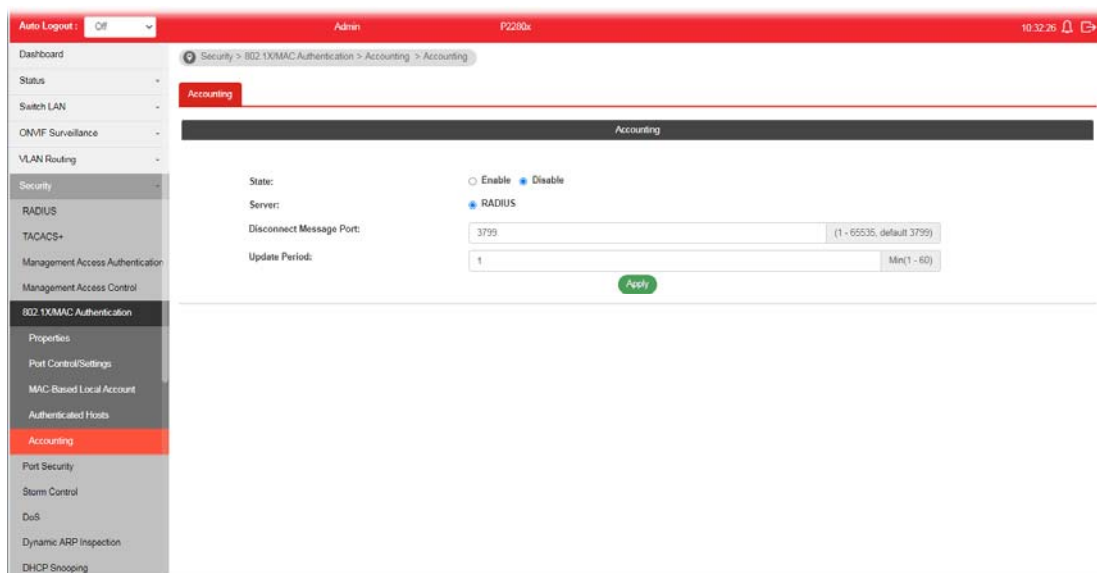 Auto Logout : Off Admin P2280x 10:32:26
Dashboard
Status
Switch LAN
ONVIF Surveillance
VLAN Routing
Security
RADIUS
TACACS+
Management Access Authentication
Management Access Control
802.1X/MAC Authentication
Properties
Port Control/Settings
MAC-Based Local Account
Authenticated Hosts
Accounting
Port Security
Storm Control
DoS
Dynamic ARP Inspection
DHCP Snooping
Security > 802.1X/MAC Authentication > Accounting > Accounting
Accounting
Accounting
State: Enable Disable
Server: RADIUS
Disconnect Message Port: 3799 (1 - 65535, default 3799)
Update Period: 1 Min(1 - 60)
Apply